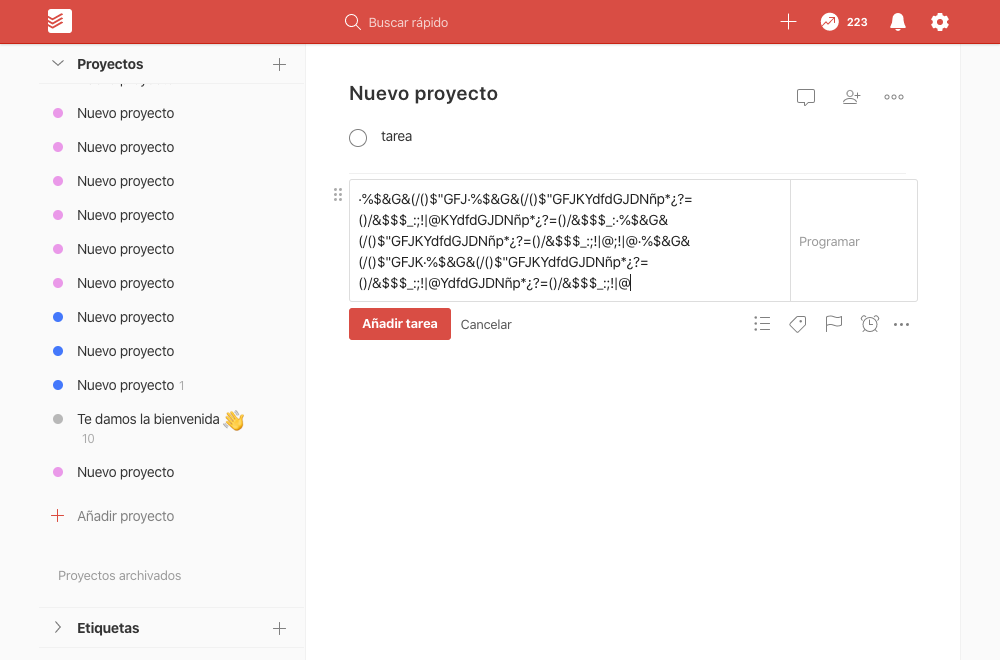 Buscar rápido
223
Proyectos
Nuevo proyecto
Nuevo proyecto
Nuevo proyecto
Nuevo proyecto
Nuevo proyecto
Nuevo proyecto
Nuevo proyecto
Nuevo proyecto
Nuevo proyecto 1
Te damos la bienvenida 👋
10
Nuevo proyecto
Añadir proyecto
Proyectos archivados
Etiquetas
Nuevo proyecto
tarea
·%$&G&(/()$"GFJ·%$&G&(/()$"GFJKYdfdGJDNñp*¿?=
()/&$$$_:;!|@KYdfdGJDNñp*¿?=()/&$$$_:·%$&G&
(/()$"GFJKYdfdGJDNñp*¿?=()/&$$$_:;!|@;!|@·%$&G&
(/()$"GFJK·%$&G&(/()$"GFJKYdfdGJDNñp*¿?=
()/&$$$_:;!|@YdfdGJDNñp*¿?=()/&$$$_:;!|@
Programar
Añadir tarea
Cancelar